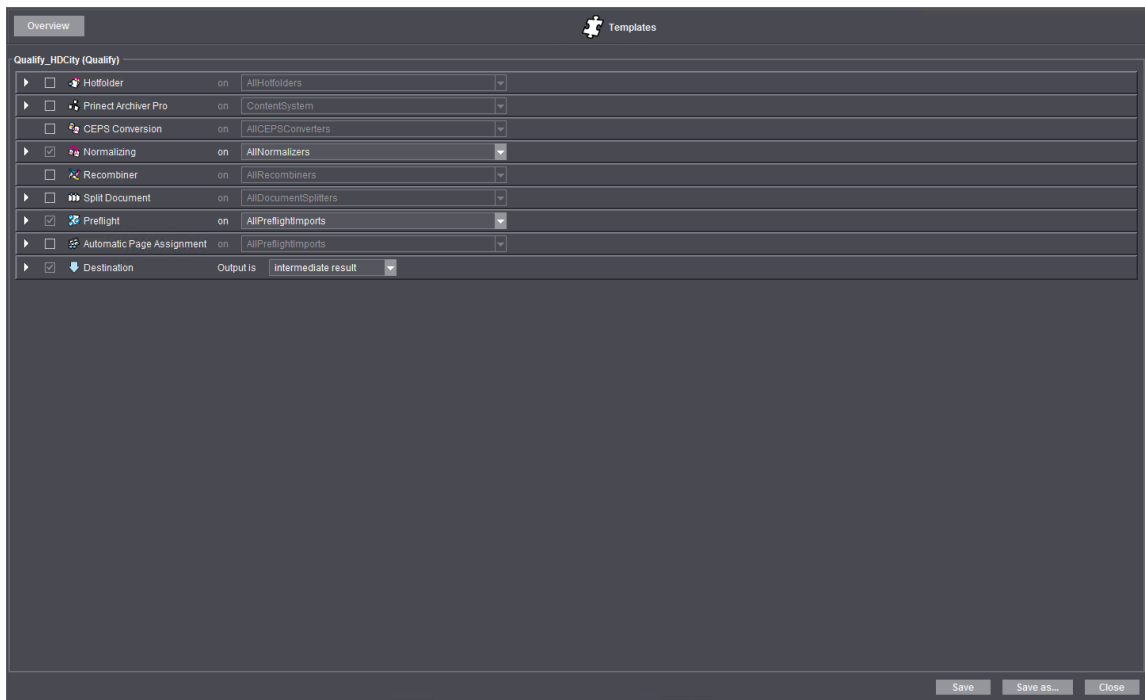 Overview
Templates
Qualify_HDCity (Qualify)
Hotfolder on AllHotfolders
Prinect Archiver Pro on ContentSystem
CEPS Conversion on AllCEPSConverters
Normalizing on AllNormalizers
Recombiner on AllRecombiners
Split Document on AllDocumentSplitters
Preflight on AllPreflightImports
Automatic Page Assignment on AllPreflightImports
Destination Output is intermediate result
Save Save as... Close